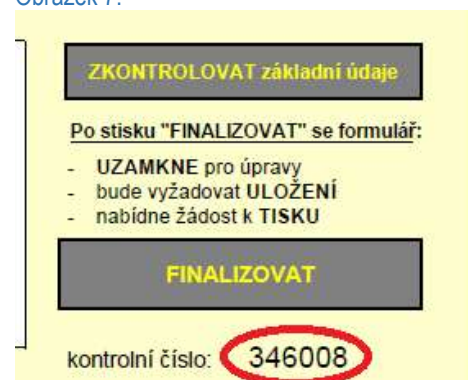 Obrázek 7:
ZKONTROLOVAT základní údaje
Po stisku "FINALIZOVAT" se formulář:
- UZAMKNE pro úpravy
- bude vyžadovat ULOŽENÍ
- nabídne žádost k TISKU
FINALIZOVAT
kontrolní číslo: 346008